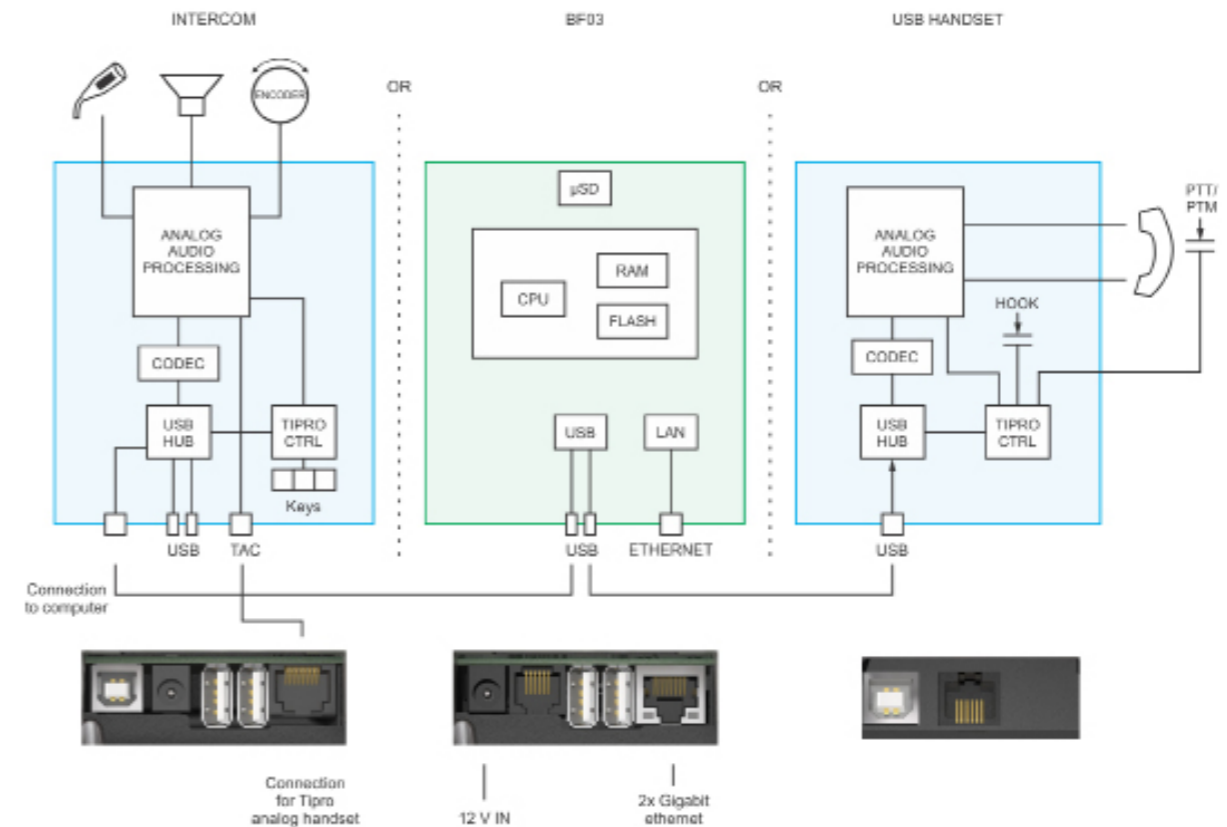 INTERCOM
BF03
USB HANDSET
ENCODER
OR
OR
µSD
PTT/
PTM
ANALOG
AUDIO
PROCESSING
ANALOG
AUDIO
PROCESSING
RAM
CPU
FLASH
HOOK
CODEC
CODEC
USB
HUB
TIPRO
CTRL
USB
LAN
USB
HUB
TIPRO
CTRL
Keys
USB
TAC
USB
ETHERNET
USB
Connection
to computer
Connection
for Tipro
analog handset
12 V IN
2x Gigabit
ethernet